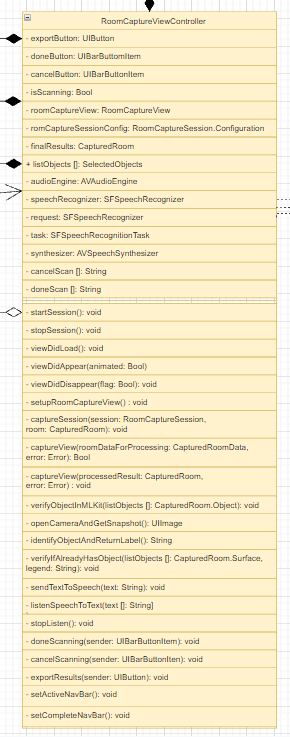 RoomCaptureViewController
- exportButton: UIButton
- doneButton: UIBarButtomItem
- cancelButton: UIBarButtonItem
- isScanning: Bool
- roomCaptureView: RoomCaptureView
- romCaptureSessionConfig: RoomCaptureSession.Configuration
- finalResults: CapturedRoom
+ listObjects []: SelectedObjects
- audioEngine: AVAudioEngine
- speechRecognizer: SFSpeechRecognizer
- request: SFSpeechRecognizer
- task: SFSpeechRecognitionTask
- synthesizer: AVSpeechSynthesizer
- cancelScan []: String
- doneScan []: String
- startSession(): void
- stopSession(): void
- viewDidLoad(): void
- viewDidAppear(animated: Bool)
- viewDidDisappear(flag: Bool): void
- setupRoomCaptureView() : void
- captureSession(session: RoomCaptureSession,
room: CapturedRoom): void
- captureView(roomDataForProcessing: CapturedRoomData,
error: Error): Bool
- captureView(processedResult: CapturedRoom,
error: Error) : void
- verifyObjectInMLKit(listObjects []: CapturedRoom.Object): void
- openCameraAndGetSnapshot(): UIImage
- identifyObjectAndReturnLabel(): String
- verifyIfAlreadyHasObject(listObjects []: CapturedRoom.Surface,
legend: String): void
- sendTextToSpeech(text: String): void
- listenSpeechToText(text []: String]
- stopListen(): void
- doneScanning(sender: UIBarButtonItem): void
- cancelScanning(sender: UIBarButtonIten): void
- exportResults(sender: UIButton): void
- setActiveNavBar(): void
- setCompleteNavBar(): void